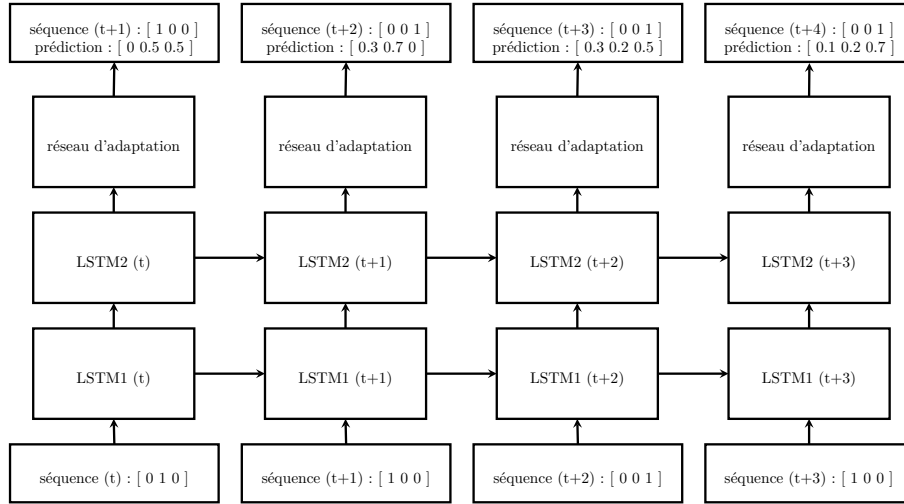 séquence (t+1) : [ 1 0 0 ]
prédiction : [ 0 0.5 0.5 ]
séquence (t+2) : [ 0 0 1 ]
prédiction : [ 0.3 0.7 0 ]
séquence (t+3) : [ 0 0 1 ]
prédiction : [ 0.3 0.2 0.5 ]
séquence (t+4) : [ 0 0 1 ]
prédiction : [ 0.1 0.2 0.7 ]
réseau d'adaptation
réseau d'adaptation
réseau d'adaptation
réseau d'adaptation
LSTM2 (t)
LSTM2 (t+1)
LSTM2 (t+2)
LSTM2 (t+3)
LSTM1 (t)
LSTM1 (t+1)
LSTM1 (t+2)
LSTM1 (t+3)
séquence (t) : [ 0 1 0 ]
séquence (t+1) : [ 1 0 0 ]
séquence (t+2) : [ 0 0 1 ]
séquence (t+3) : [ 1 0 0 ]